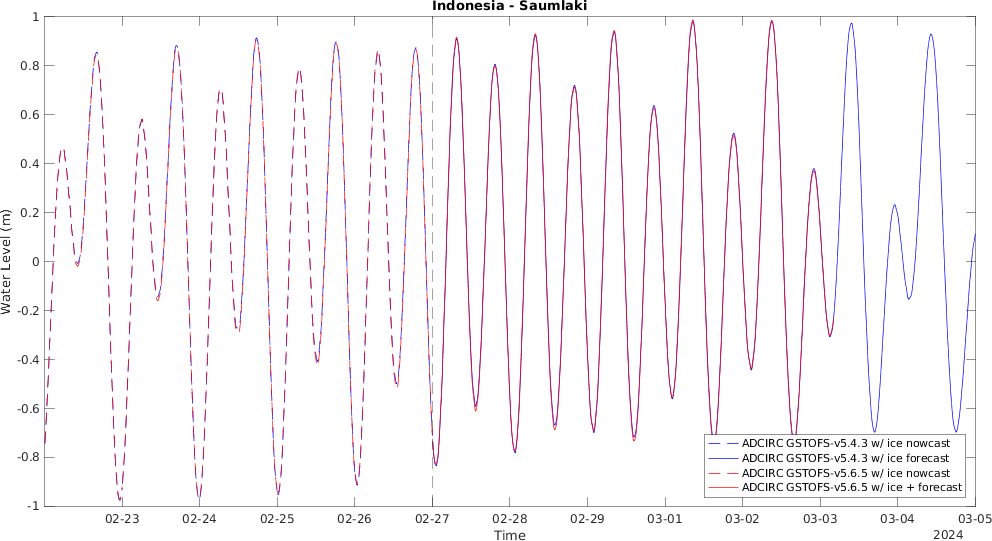 Indonesia - Saumlaki
1
0.8
0.6
0.4
0.2
0
-0.2
-0.4
-0.6
-0.8
-1
Water Level (m)
ADCIRC GSTOFS-v5.4.3 w/ ice nowcast
ADCIRC GSTOFS-v5.4.3 w/ ice forecast
ADCIRC GSTOFS-v5.6.5 w/ ice nowcast
ADCIRC GSTOFS-v5.6.5 w/ ice + forecast
02-23 02-24 02-25 02-26 02-27 02-28 02-29 03-01 03-02 03-03 03-04 03-05
Time
2024